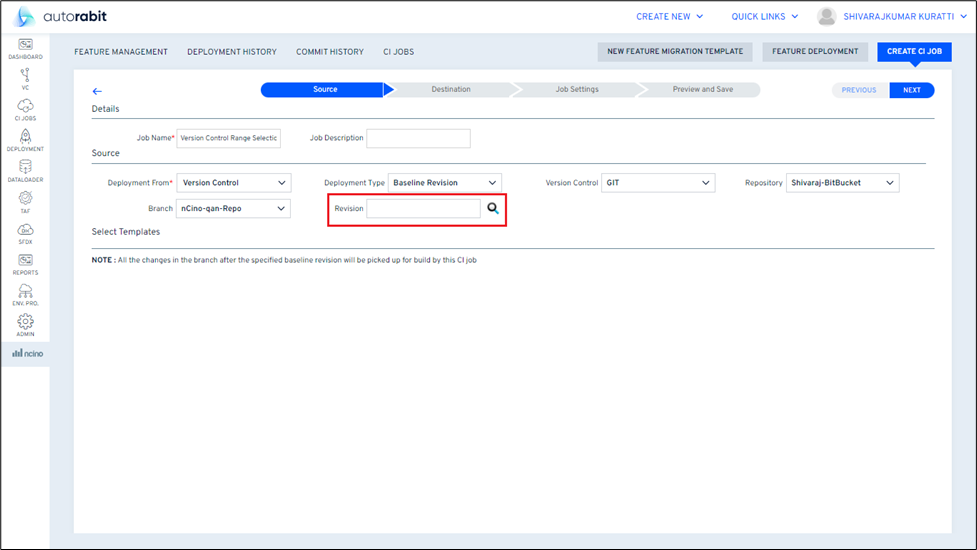 autorabit
CREATE NEW QUICK LINKS SHIVARAJKUMAR KURATTI
DASHBOARD
VC
CI JOBS
DEPLOYMENT
DATALOADER
TAF
SFDX
REPORTS
ENV. PRO.
ADMIN
ncino
FEATURE MANAGEMENT DEPLOYMENT HISTORY COMMIT HISTORY CI JOBS
NEW FEATURE MIGRATION TEMPLATE FEATURE DEPLOYMENT CREATE CI JOB
Source Destination Job Settings Preview and Save PREVIOUS NEXT
Details
Job Name* Version Control Range Selectic Job Description
Source
Deployment From* Version Control Deployment Type Baseline Revision Version Control GIT Repository Shivaraj-BitBucket
Branch nCino-qan-Repo Revision
Select Templates
NOTE : All the changes in the branch after the specified baseline revision will be picked up for build by this CI job